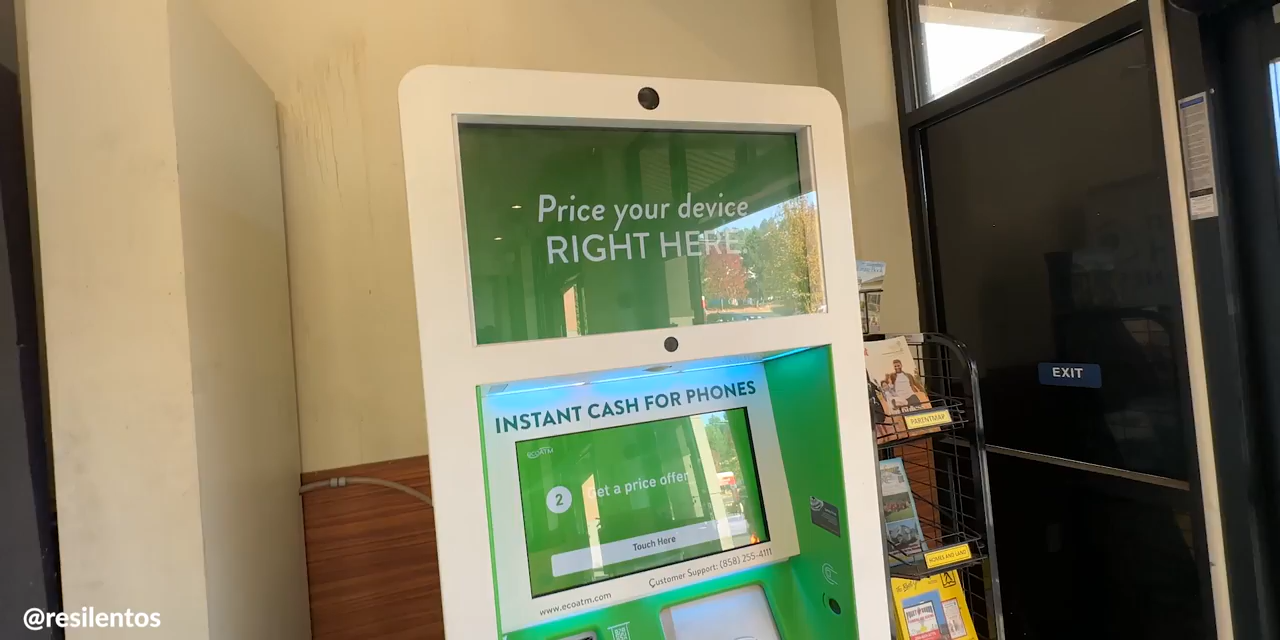 Price your device
RIGHT HERE.
INSTANT CASH FOR PHONES
ecoATM
2
Get a price offer
Touch Here
Customer Support: (858) 255-4111
www.ecoatm.com
EXIT
PARENTMAP
HOMES AND LAND
@resilentos